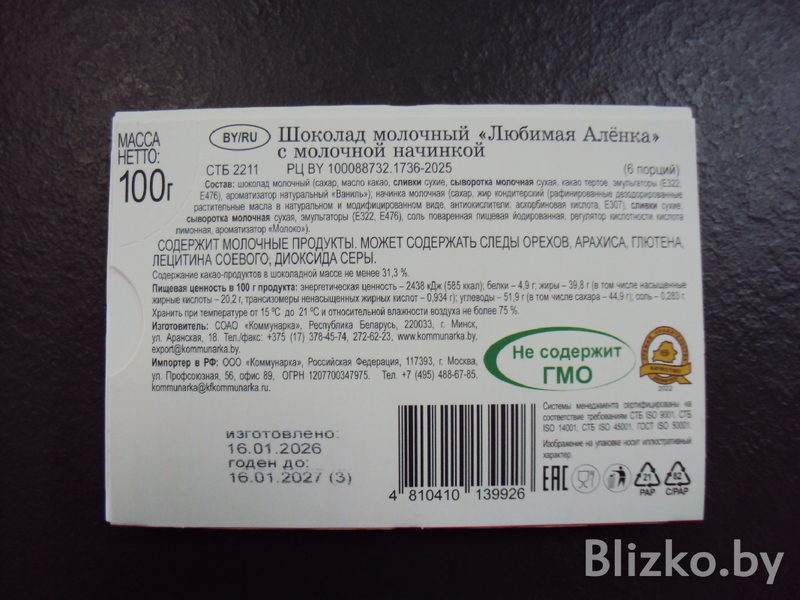 МАССА
НЕТТО:
100г
BY/RU
Шоколад молочный «Любимая Алёнка»
с молочной начинкой
СТБ 2211 РЦ BY 100088732.1736-2025 (6 порций)
Состав: шоколад молочный (сахар, масло какао, сливки сухие, сыворотка молочная сухая, какао тертое, эмульгаторы (Е322,
Е476), ароматизатор натуральный «Ваниль»); начинка молочная (сахар, жир кондитерский (рафинированные дезодорированные
растительные масла в натуральном и модифицированном виде, антиокислители: аскорбиновая кислота, Е307), сливки сухие,
сыворотка молочная сухая, эмульгаторы (Е322, Е476), соль поваренная пищевая йодированная, регулятор кислотности кислота
лимонная, ароматизатор «Молоко»).
СОДЕРЖИТ МОЛОЧНЫЕ ПРОДУКТЫ. МОЖЕТ СОДЕРЖАТЬ СЛЕДЫ ОРЕХОВ, АРАХИСА, ГЛЮТЕНА,
ЛЕЦИТИНА СОЕВОГО, ДИОКСИДА СЕРЫ.
Содержание какао-продуктов в шоколадной массе не менее 31,3 %.
Пищевая ценность в 100 г продукта: энергетическая ценность – 2438 кДж (585 ккал); белки – 4,9 г; жиры – 39,8 г (в том числе насыщенные
жирные кислоты – 20,2 г, трансизомеры ненасыщенных жирных кислот – 0,934 г); углеводы – 51,9 г (в том числе сахара – 44,9 г); соль – 0,283 г.
Хранить при температуре от 15 ºС до 21 ºС и относительной влажности воздуха не более 75 %.
Изготовитель: СОАО «Коммунарка», Республика Беларусь, 220033, г. Минск,
ул. Аранская, 18. Тел./факс: +375 (17) 378-45-74, 272-62-23, www.kommunarka.by,
export@kommunarka.by.
Импортер в РФ: ООО «Коммунарка», Российская Федерация, 117393, г. Москва,
ул. Профсоюзная, 56, офис 89, ОГРН 1207700347975. Тел. +7 (495) 488-67-85,
kommunarka@kfkommunarka.ru.
Не содержит
ГМО
КАЧЕСТВО
2022
Системы менеджмента сертифицированы на
соответствие требованиям СТБ ISO 9001, СТБ
ISO 14001, СТБ ISO 45001, ГОСТ ISO 50001.
Изображение на упаковке носит иллюстративный
характер.
изготовлено:
16.01.2026
годен до:
16.01.2027 (3)
4 810410 139926
EAC
21
PAP
82
C/PAP
Blizko.by